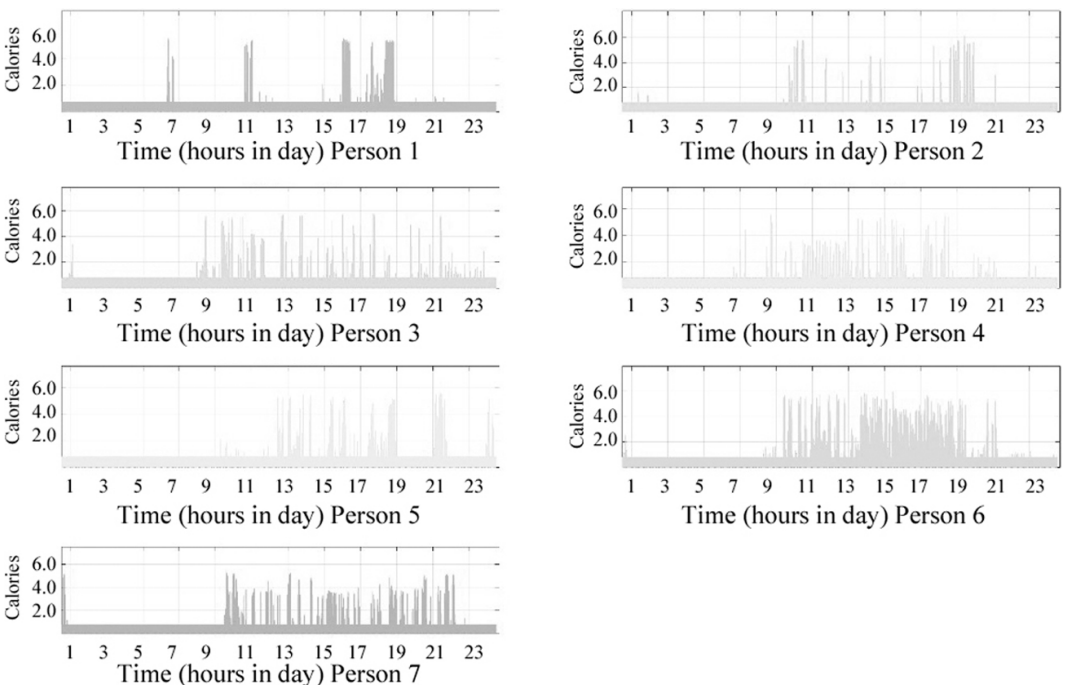 Calories
6.0
4.0
2.0
1 3 5 7 9 11 13 15 17 19 21 23
Time (hours in day) Person 1
Calories
6.0
4.0
2.0
1 3 5 7 9 11 13 15 17 19 21 23
Time (hours in day) Person 2
Calories
6.0
4.0
2.0
1 3 5 7 9 11 13 15 17 19 21 23
Time (hours in day) Person 3
Calories
6.0
4.0
2.0
1 3 5 7 9 11 13 15 17 19 21 23
Time (hours in day) Person 4
Calories
6.0
4.0
2.0
1 3 5 7 9 11 13 15 17 19 21 23
Time (hours in day) Person 5
Calories
6.0
4.0
2.0
1 3 5 7 9 11 13 15 17 19 21 23
Time (hours in day) Person 6
Calories
6.0
4.0
2.0
1 3 5 7 9 11 13 15 17 19 21 23
Time (hours in day) Person 7